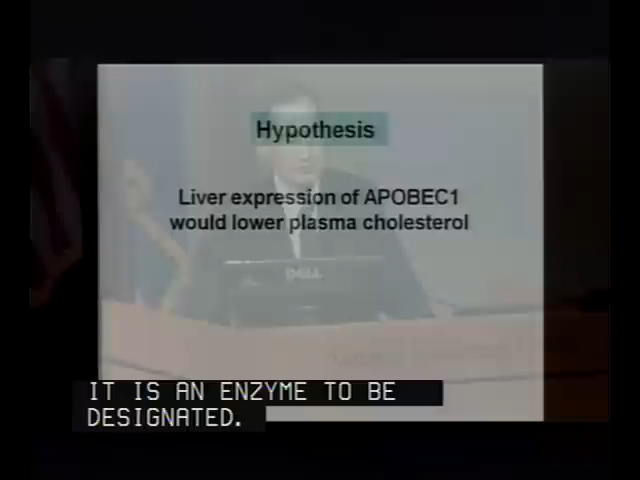 Hypothesis
Liver expression of APOBEC1
would lower plasma cholesterol
DELL
IT IS AN ENZYME TO BE
DESIGNATED.